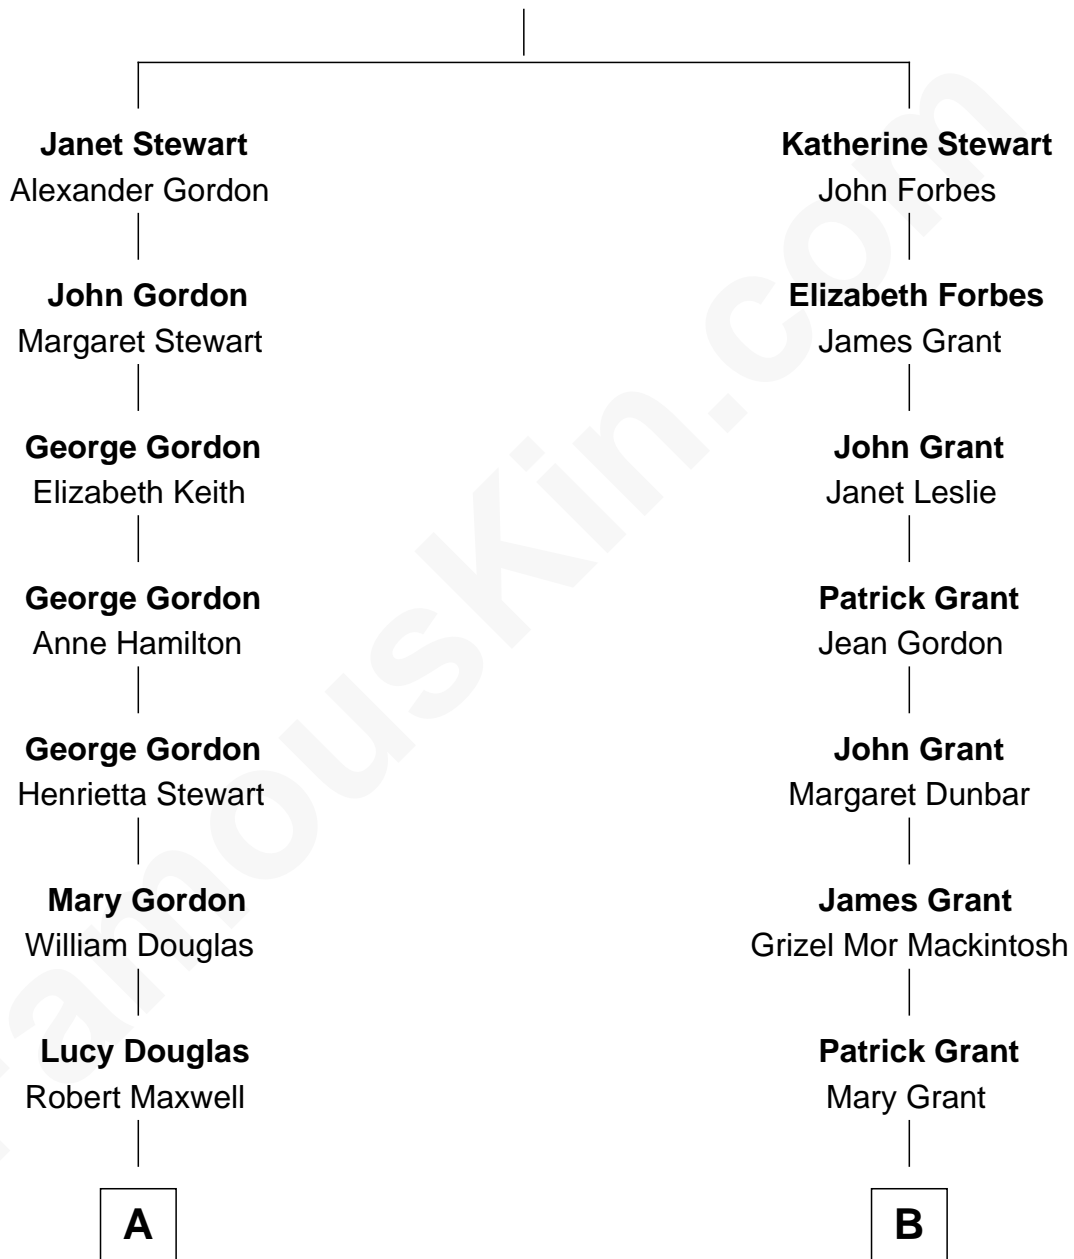 Janet Stewart
Alexander Gordon
John Gordon
Margaret Stewart
George Gordon
Elizabeth Keith
George Gordon
Anne Hamilton
George Gordon
Henrietta Stewart
Mary Gordon
William Douglas
Lucy Douglas
Robert Maxwell
A
Katherine Stewart
John Forbes
Elizabeth Forbes
James Grant
John Grant
Janet Leslie
Patrick Grant
Jean Gordon
John Grant
Margaret Dunbar
James Grant
Grizel Mor Mackintosh
Patrick Grant
Mary Grant
B
FamousKin.com